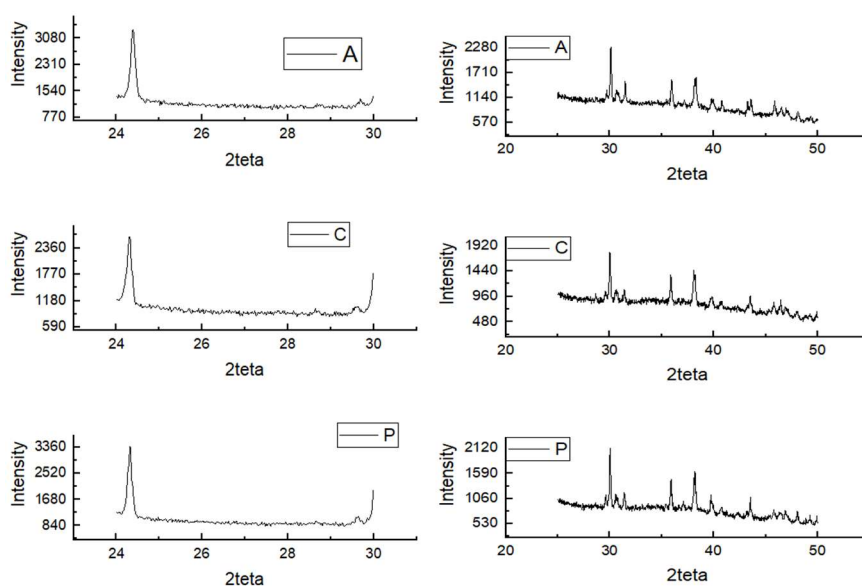 Intensity
3080
2310
1540
770
24 26 28 30
2teta
A
Intensity
2280
1710
1140
570
20 30 40 50
2teta
A
Intensity
2360
1770
1180
590
24 26 28 30
2teta
C
Intensity
1920
1440
960
480
20 30 40 50
2teta
C
Intensity
3360
2520
1680
840
24 26 28 30
2teta
P
Intensity
2120
1590
1060
530
20 30 40 50
2teta
P